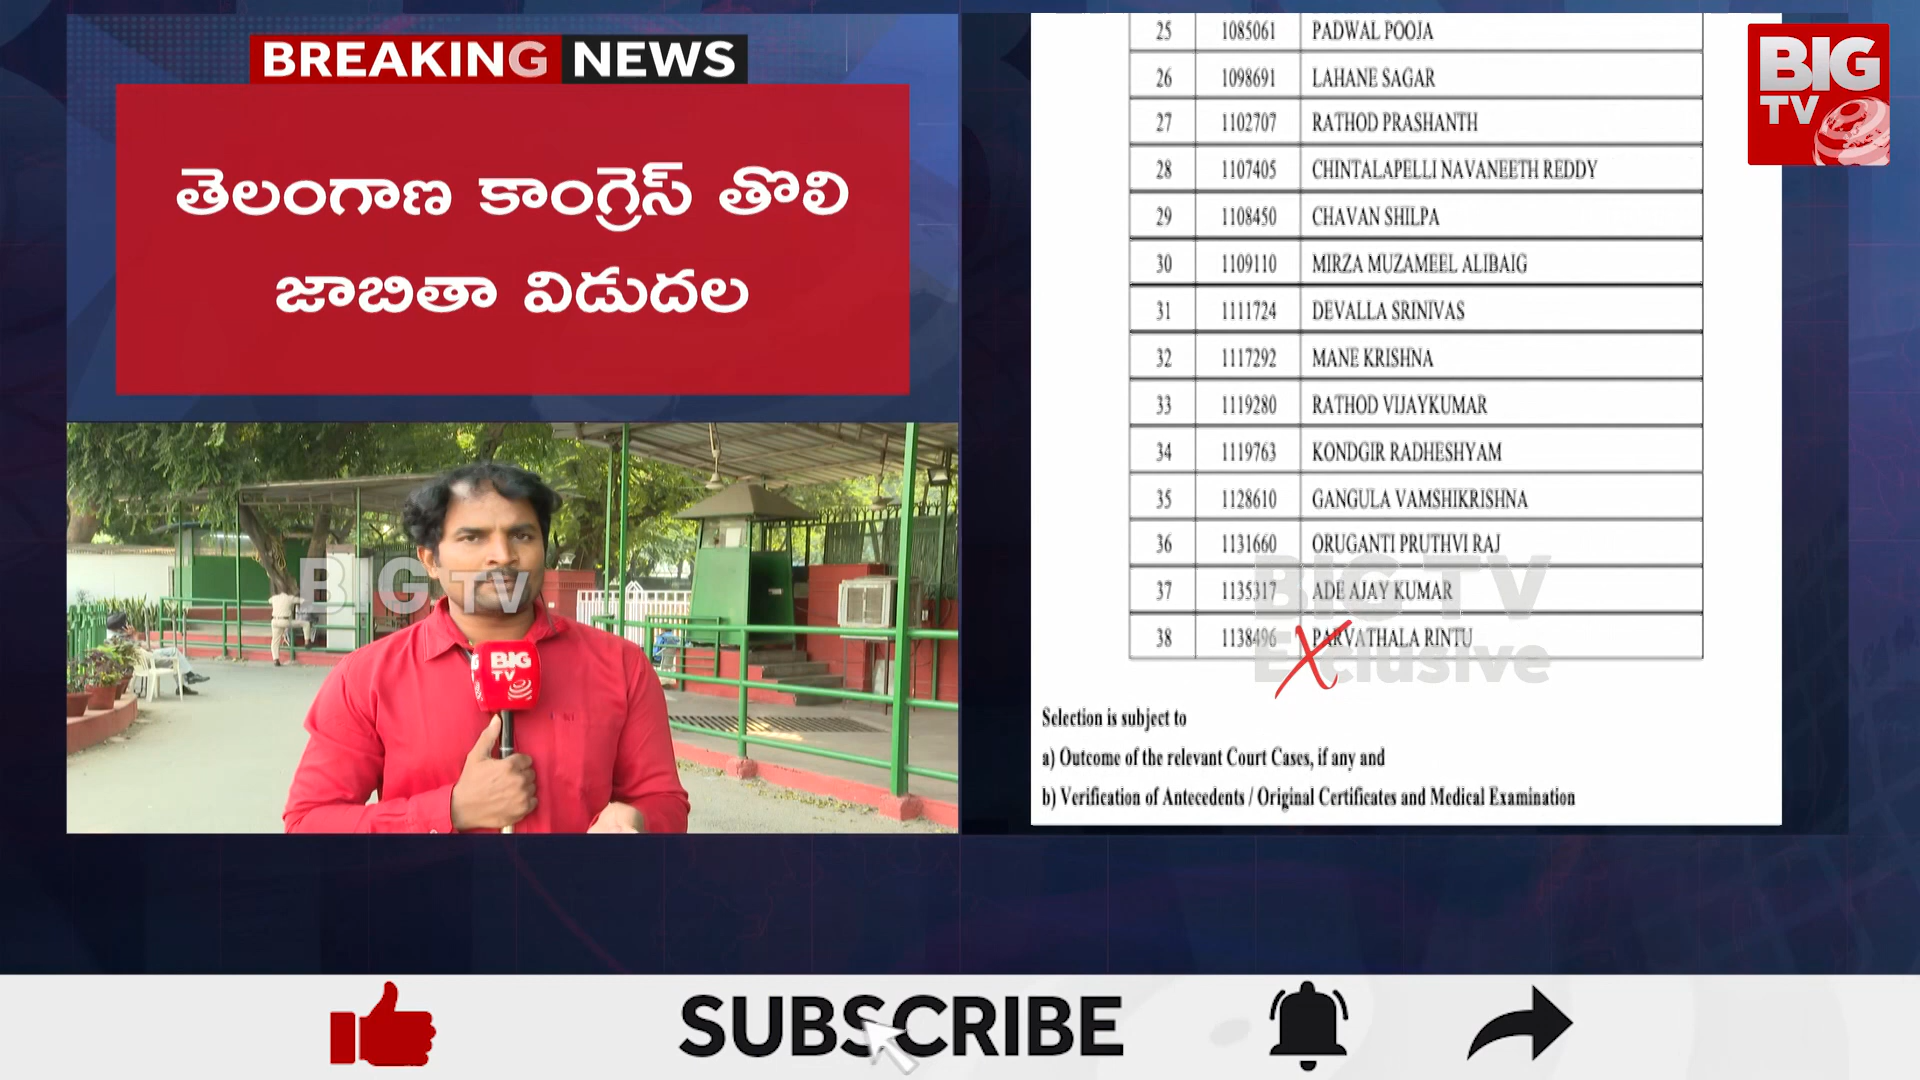 BREAKING NEWS
తెలంగాణ కాంగ్రెస్ తొలి
జాబితా విడుదల
BIG TV
BIG
TV
25 1085061 PADWAL POOJA
26 1098691 LAHANE SAGAR
27 1102707 RATHOD PRASHANTH
28 1107405 CHINTALAPELLI NAVANEETH REDDY
29 1108450 CHAVAN SHILPA
30 1109110 MIRZA MUZAMEEL ALIBAIG
31 1111724 DEVALLA SRINIVAS
32 1117292 MANE KRISHNA
33 1119280 RATHOD VIJAYKUMAR
34 1119763 KONDGIR RADHESHYAM
35 1128610 GANGULA VAMSHIKRISHNA
36 1131660 ORUGANTI PRUTHVI RAJ
37 1135317 ADE AJAY KUMAR
38 1138496 PARVATHALA RINTU
BIG TV
Exclusive
Selection is subject to
a) Outcome of the relevant Court Cases, if any and
b) Verification of Antecedents / Original Certificates and Medical Examination
BIG
TV
SUBSCRIBE